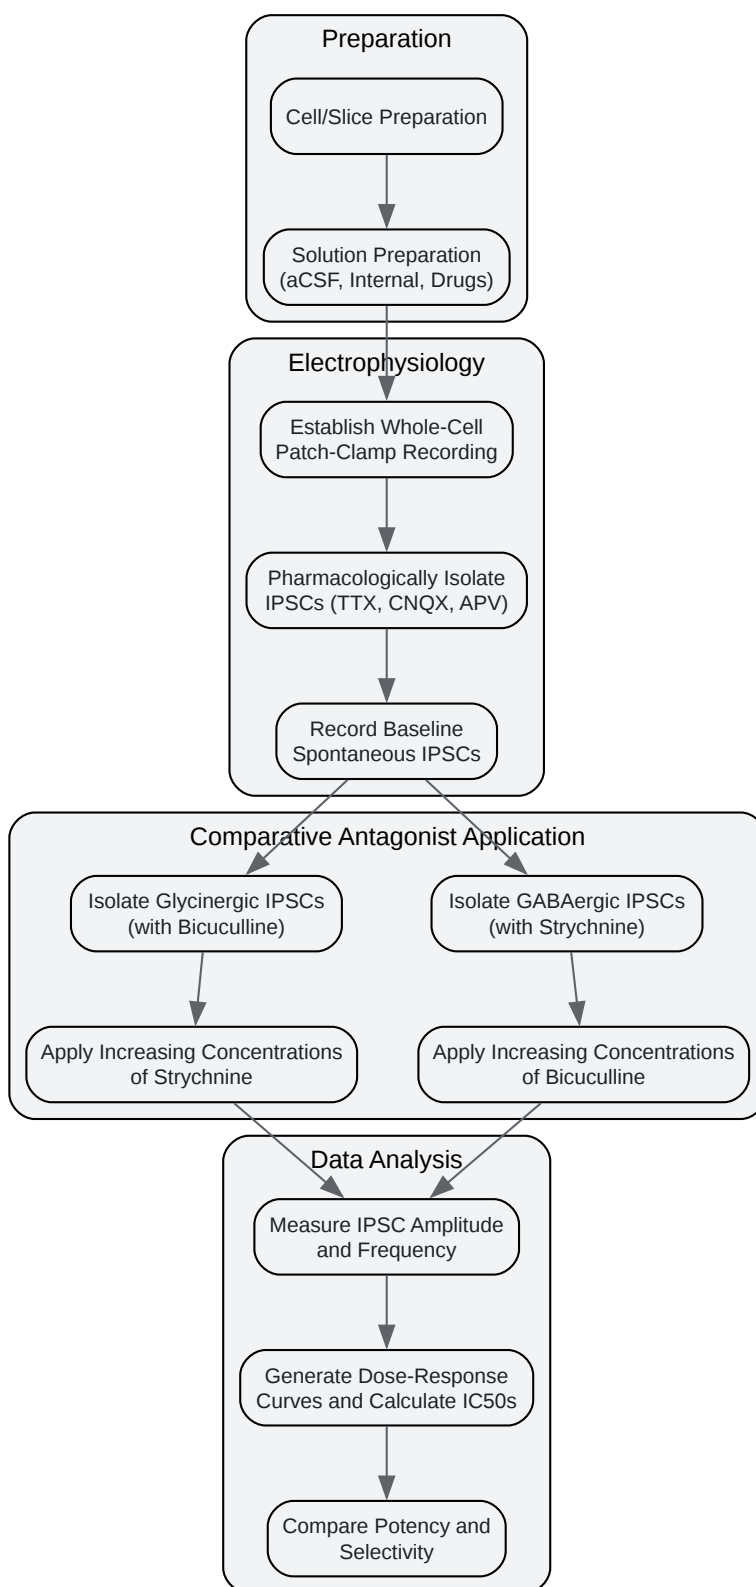 Preparation
Cell/Slice Preparation
Solution Preparation
(aCSF, Internal, Drugs)
Electrophysiology
Establish Whole-Cell
Patch-Clamp Recording
Pharmacologically Isolate
IPSCs (TTX, CNQX, APV)
Record Baseline
Spontaneous IPSCs
Comparative Antagonist Application
Isolate Glycinergic IPSCs
(with Bicuculline)
Isolate GABAergic IPSCs
(with Strychnine)
Apply Increasing Concentrations
of Strychnine
Apply Increasing Concentrations
of Bicuculline
Data Analysis
Measure IPSC Amplitude
and Frequency
Generate Dose-Response
Curves and Calculate IC50s
Compare Potency and
Selectivity